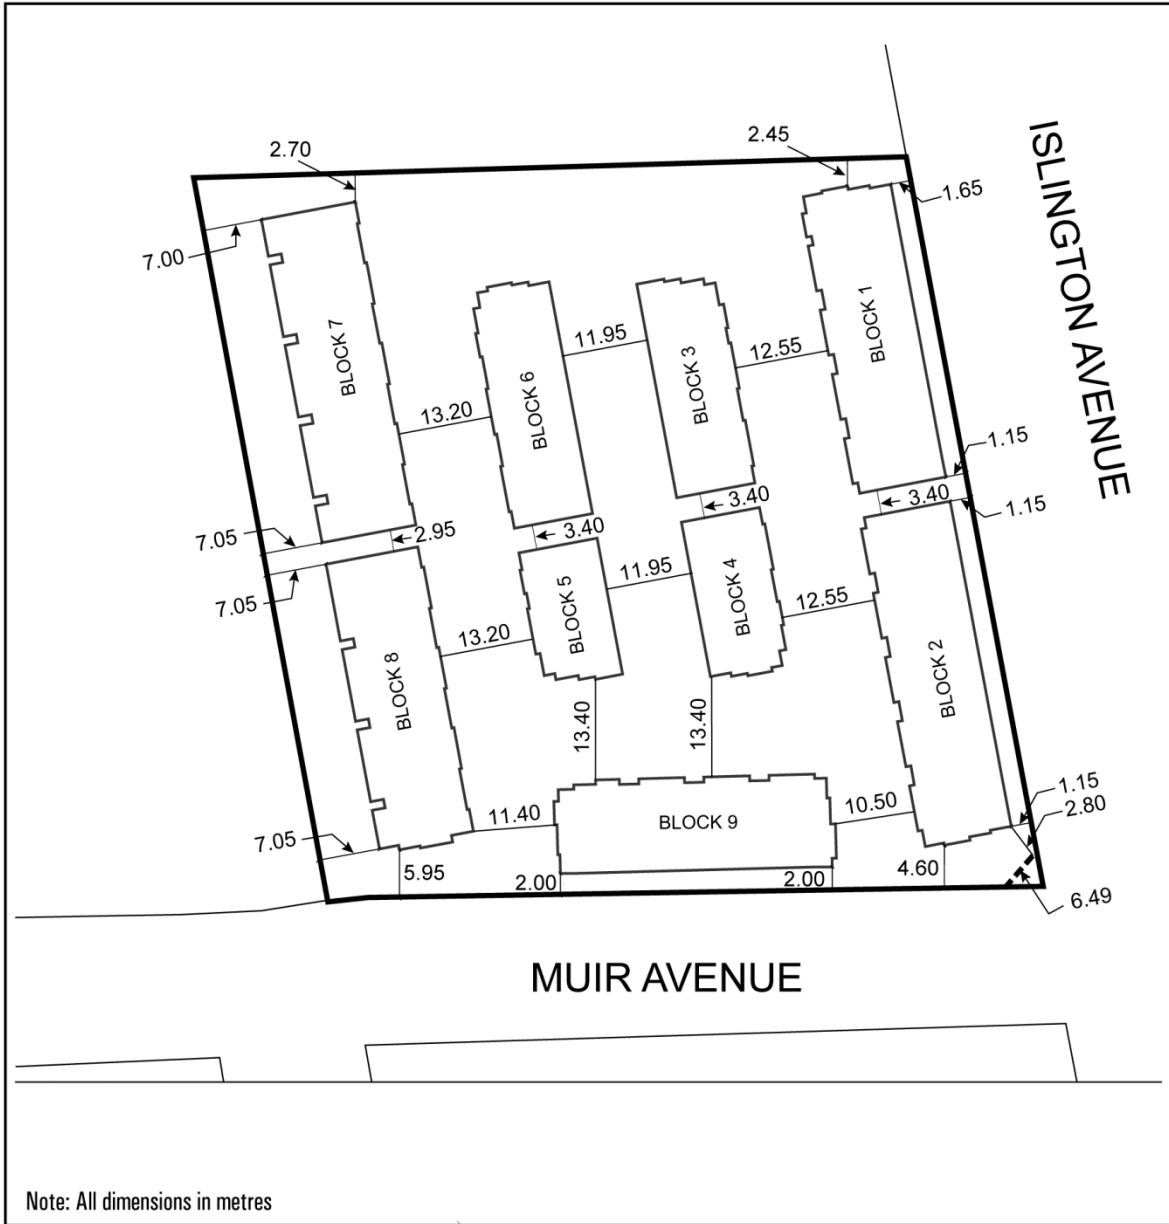 2.70
2.45
1.65
ISLINGTON AVENUE
7.00
BLOCK 7
BLOCK 6
11.95
BLOCK 3
12.55
BLOCK 1
13.20
1.15
3.40
3.40
3.40
1.15
7.05
2.95
7.05
BLOCK 5
11.95
BLOCK 4
12.55
13.20
BLOCK 8
BLOCK 2
13.40
13.40
1.15
2.80
11.40
BLOCK 9
10.50
7.05
5.95
2.00
2.00
4.60
6.49
MUIR AVENUE
Note: All dimensions in metres